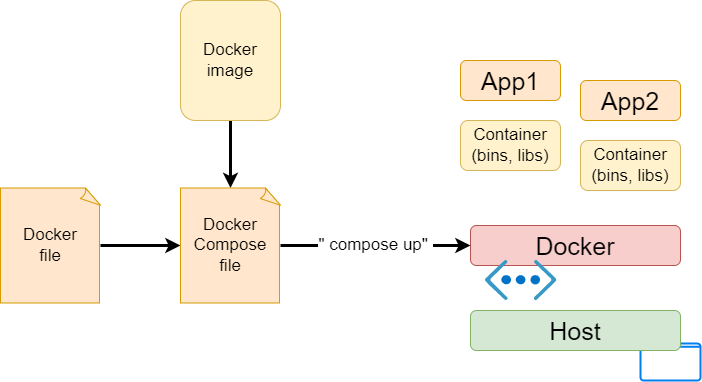 Docker
image
App1
App2
Container
(bins, libs)
Container
(bins, libs)
Docker
file
Docker
Compose
file
" compose up"
Docker
Host